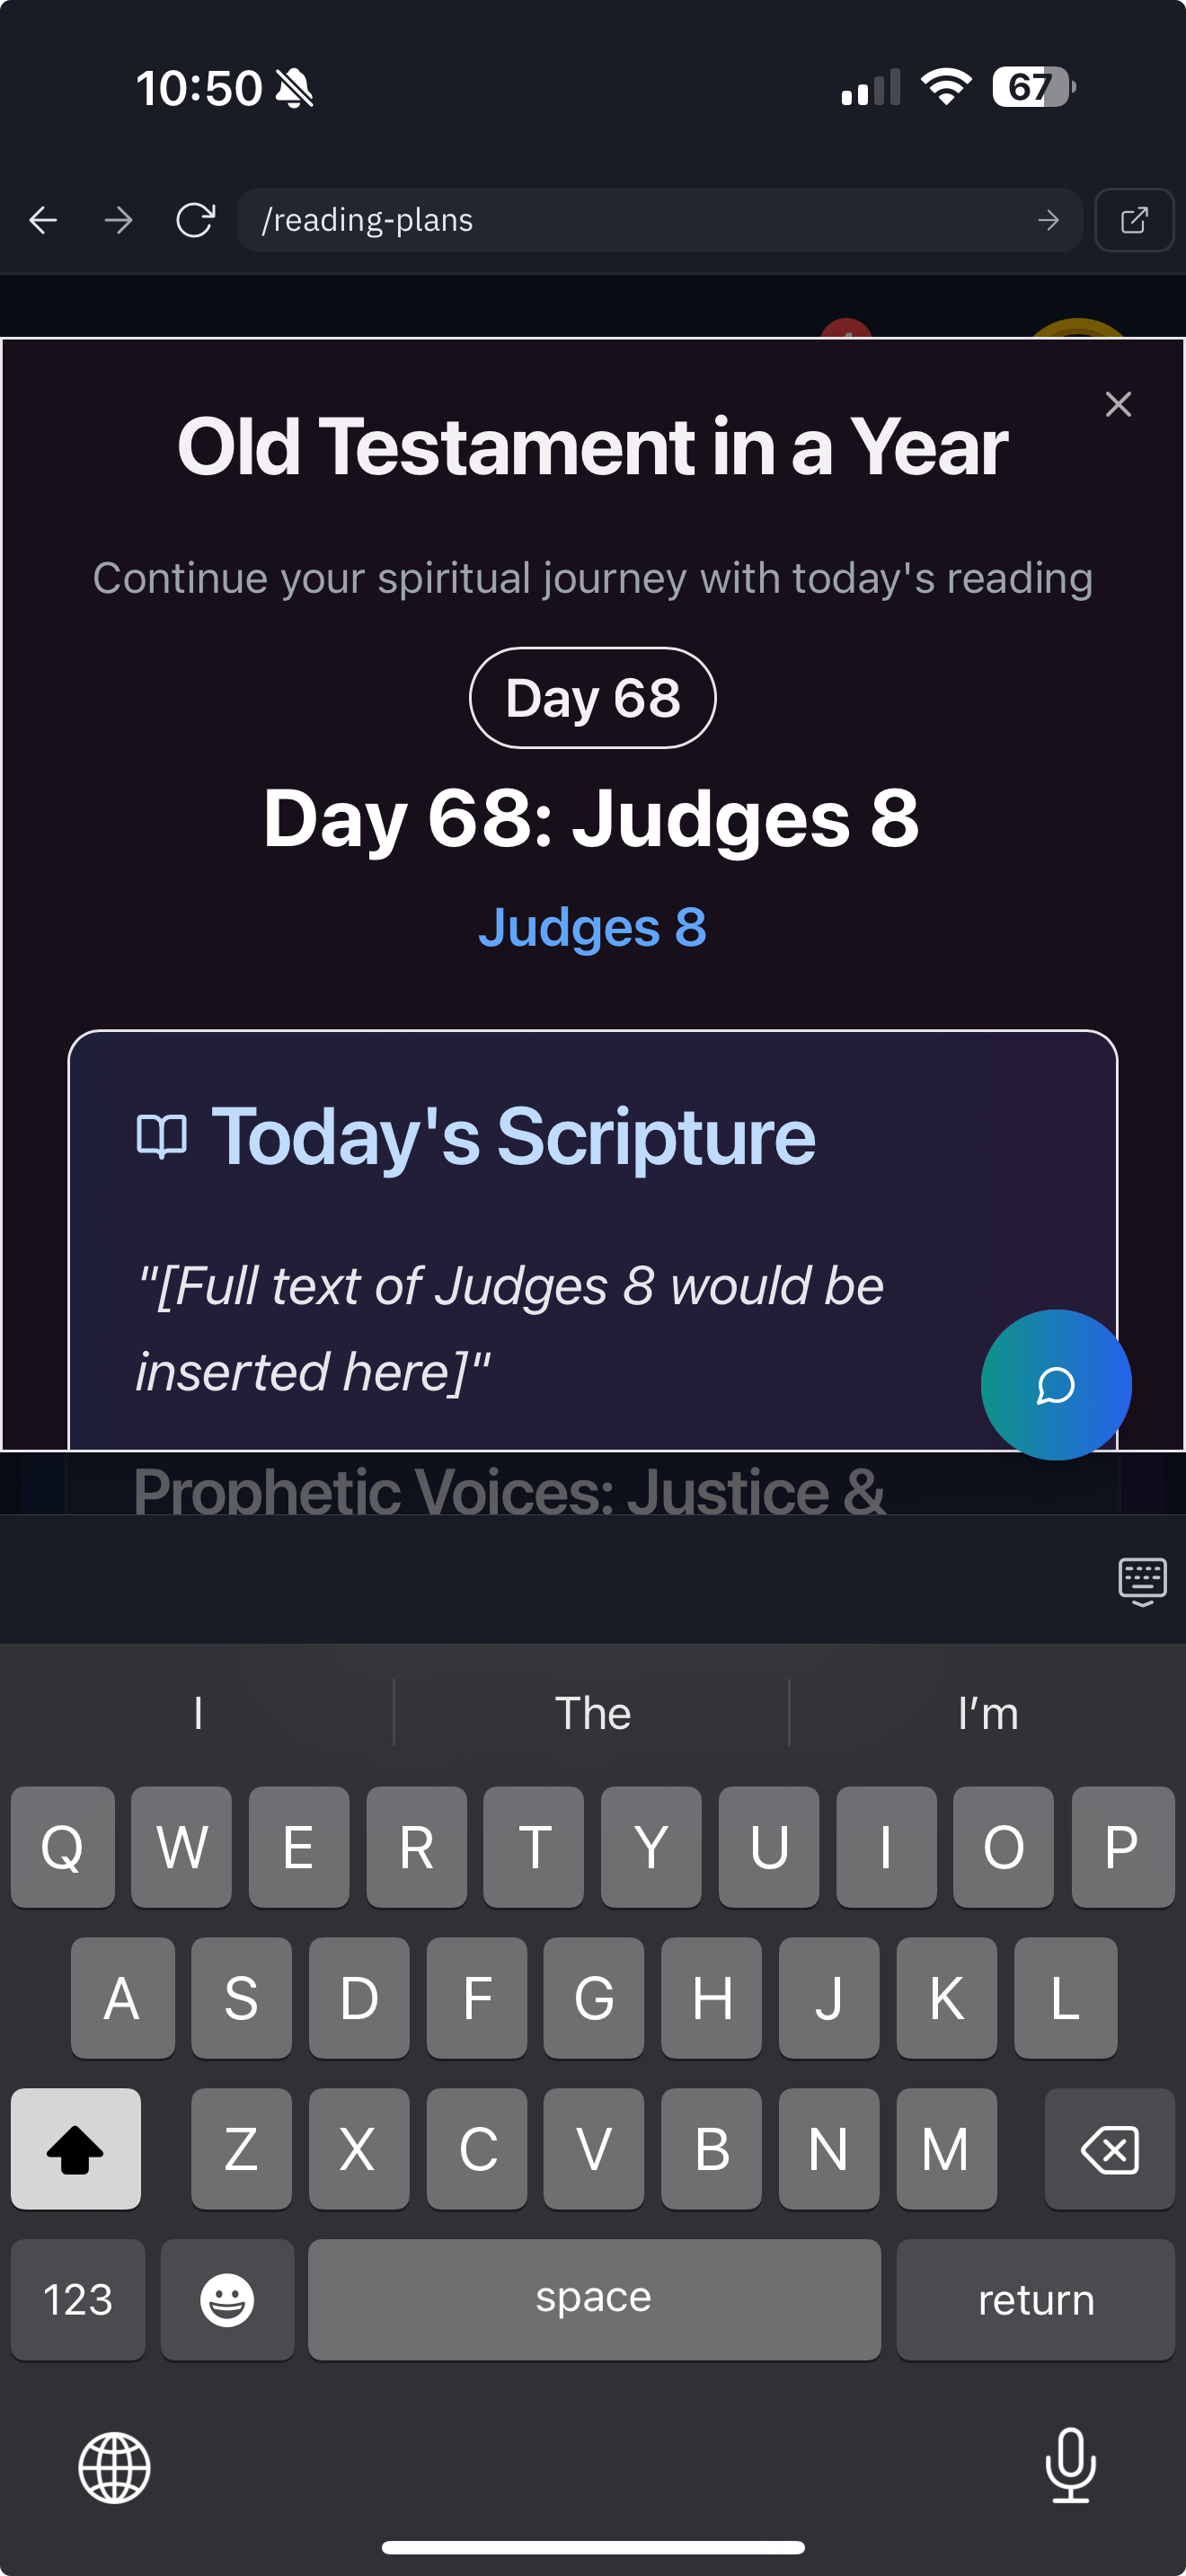 10:50
67
/reading-plans
Old Testament in a Year
Continue your spiritual journey with today's reading
Day 68
Day 68: Judges 8
Judges 8
Today's Scripture
"[Full text of Judges 8 would be
inserted here]"
Prophetic Voices: Justice &
I The I'm
Q W E R T Y U I O P
A S D F G H J K L
Z X C V B N M
123 space return